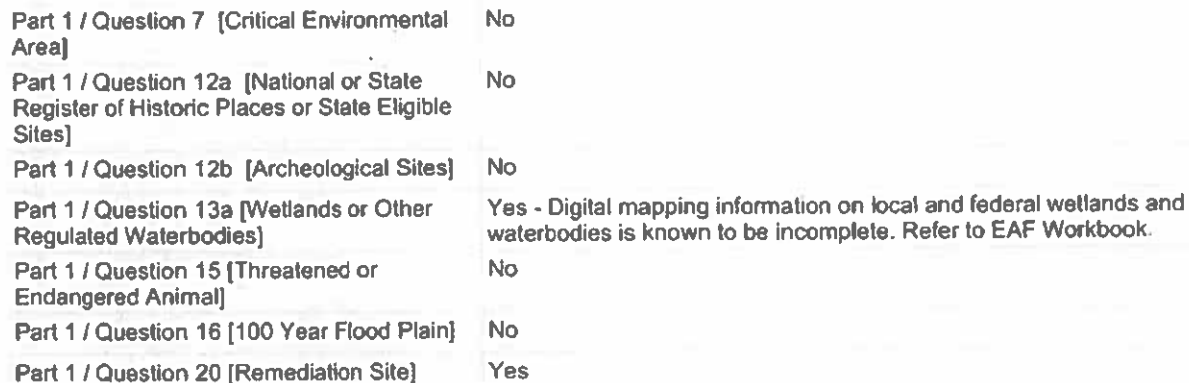 Part 1 / Question 7 [Critical Environmental Area] No
Part 1 / Question 12a [National or State Register of Historic Places or State Eligible Sites] No
Part 1 / Question 12b [Archeological Sites] No
Part 1 / Question 13a [Wetlands or Other Regulated Waterbodies] Yes - Digital mapping information on local and federal wetlands and waterbodies is known to be incomplete. Refer to EAF Workbook.
Part 1 / Question 15 [Threatened or Endangered Animal] No
Part 1 / Question 16 [100 Year Flood Plain] No
Part 1 / Question 20 [Remediation Site] Yes